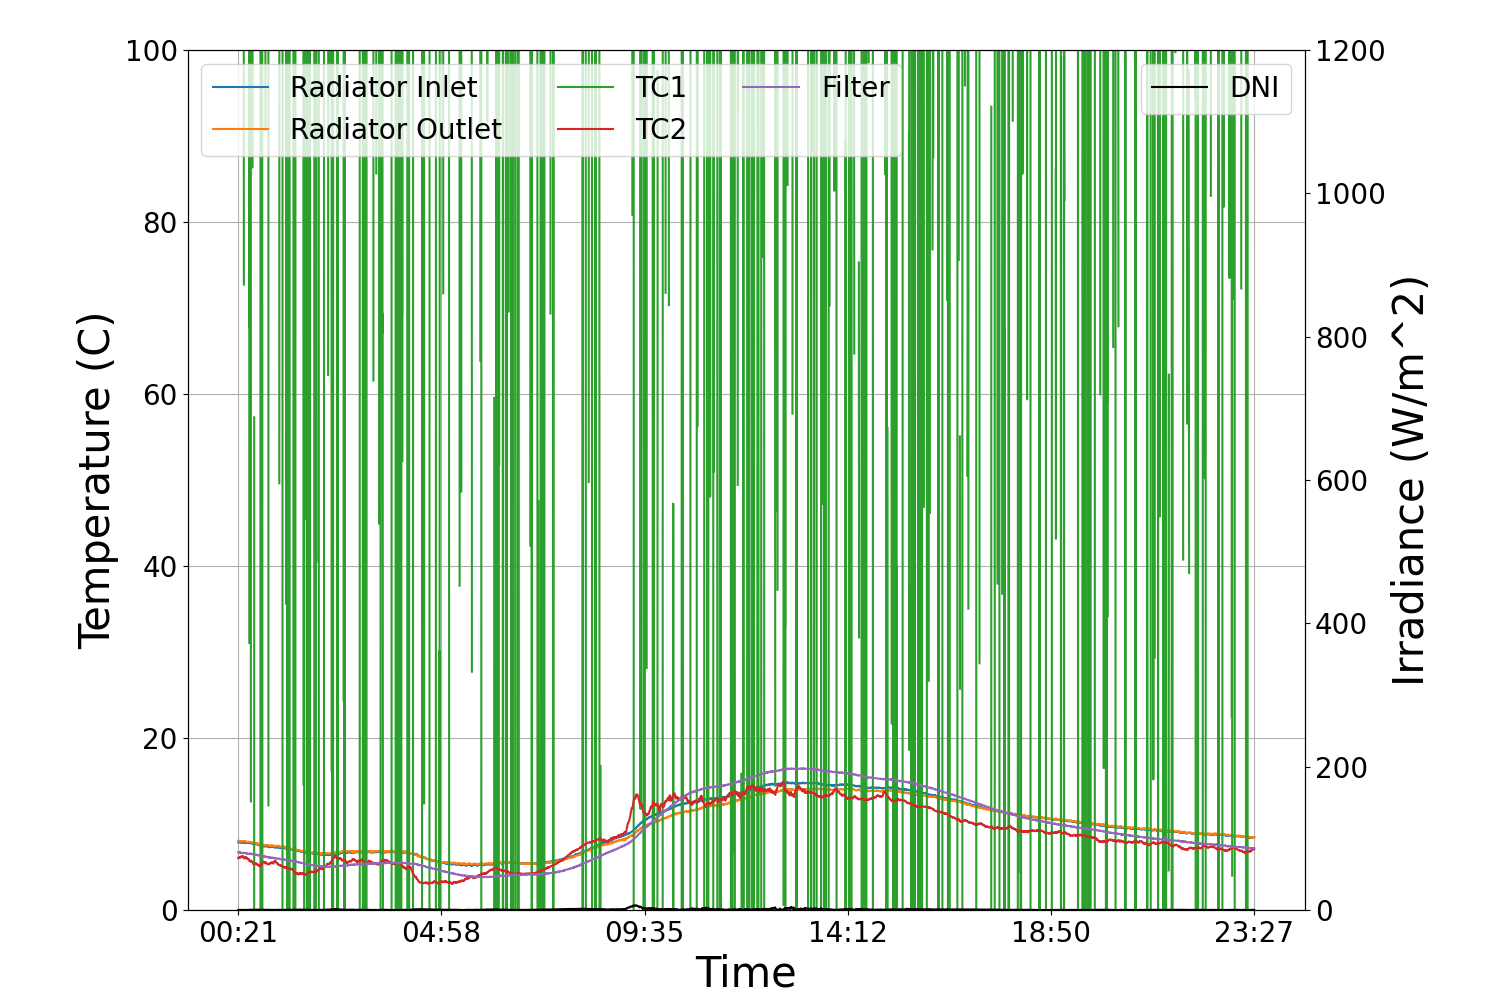 100
80
60
40
20
0
Temperature (C)
Radiator Inlet
Radiator Outlet
TC1
TC2
Filter
DNI
1200
1000
800
600
400
200
0
Irradiance (W/m^2)
00:21
04:58
09:35
14:12
18:50
23:27
Time